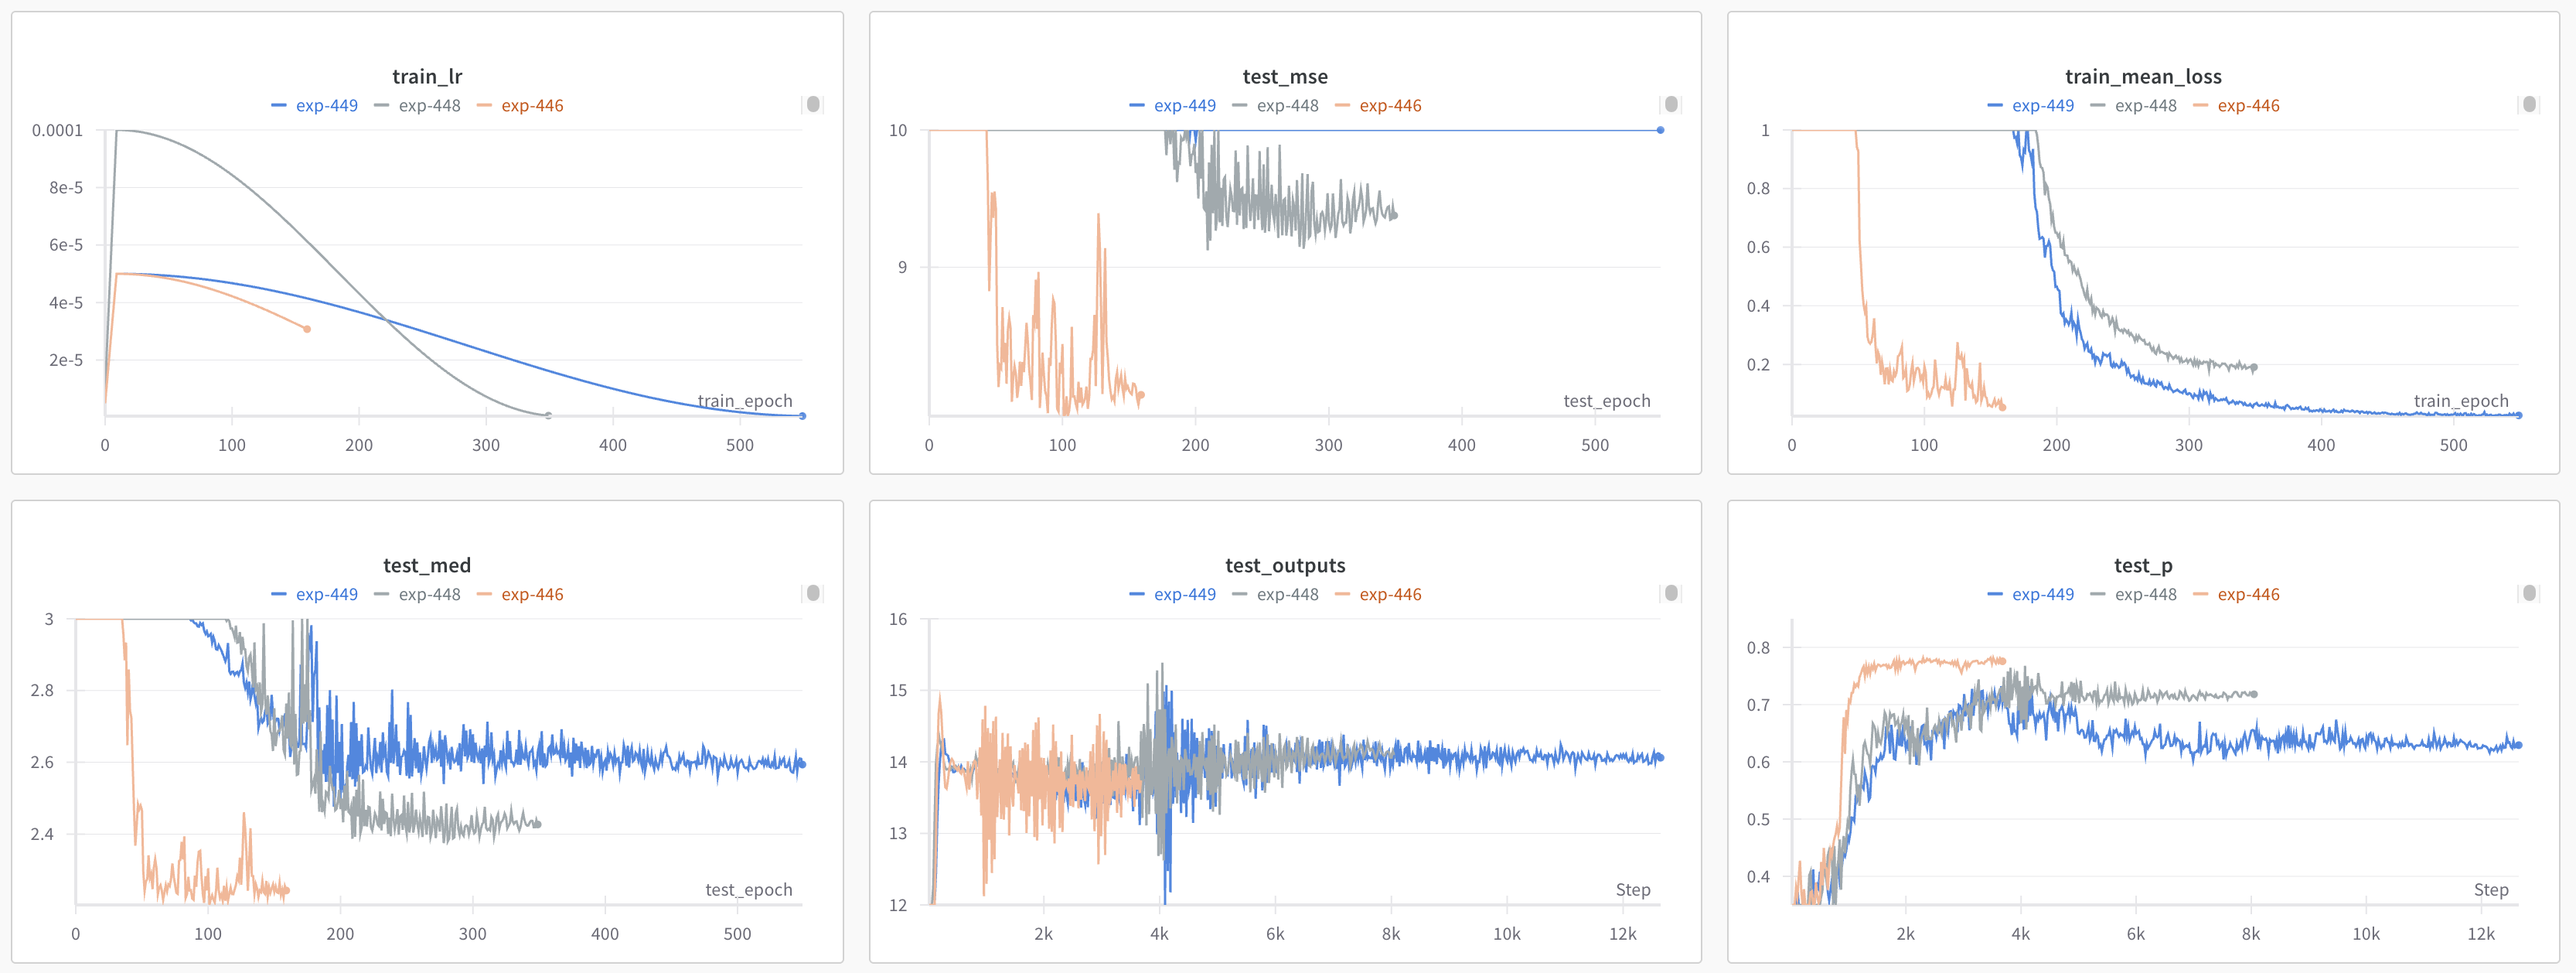 train_lr
exp-449 exp-448 exp-446
0.0001
8e-5
6e-5
4e-5
2e-5
train_epoch
0 100 200 300 400 500
test_mse
exp-449 exp-448 exp-446
10
9
test_epoch
0 100 200 300 400 500
train_mean_loss
exp-449 exp-448 exp-446
1
0.8
0.6
0.4
0.2
train_epoch
0 100 200 300 400 500
test_med
exp-449 exp-448 exp-446
3
2.8
2.6
2.4
test_epoch
0 100 200 300 400 500
test_outputs
exp-449 exp-448 exp-446
16
15
14
13
12
Step
2k 4k 6k 8k 10k 12k
test_p
exp-449 exp-448 exp-446
0.8
0.7
0.6
0.5
0.4
Step
2k 4k 6k 8k 10k 12k